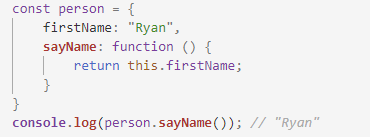 const person = {
    firstName: "Ryan",
    sayName: function () {
        return this.firstName;
    }
}
console.log(person.sayName()); // "Ryan"